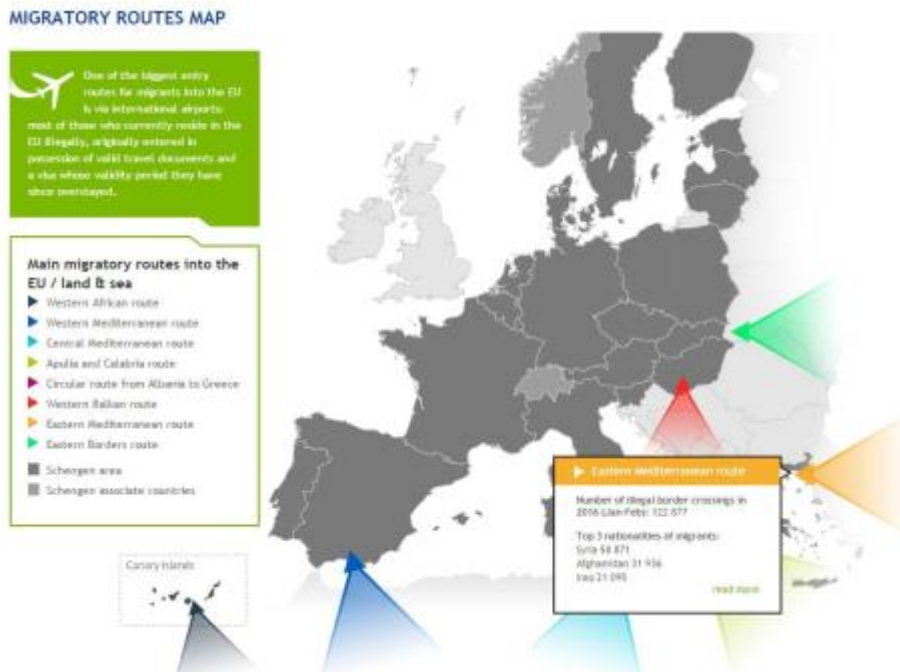 MIGRATORY ROUTES MAP
One of the biggest entry
routes for migrants into the EU
is via international airports:
most of those who currently reside in the
EU illegally, originally entered in
possession of valid travel documents and
a visa whose validity period they have
since overstayed.
Main migratory routes into the
EU / land & sea
Western African route
Western Mediterranean route
Central Mediterranean route
Apulia and Calabria route
Circular route from Albania to Greece
Western Balkan route
Eastern Mediterranean route
Eastern Borders route
Schengen area
Schengen associate countries
Canary Islands
Eastern Mediterranean route
Number of illegal border crossings in
2016 (Jan-Feb): 122 877
Top 3 nationalities of migrants:
Syria 58 871
Afghanistan 31 936
Iraq 21 095
read more